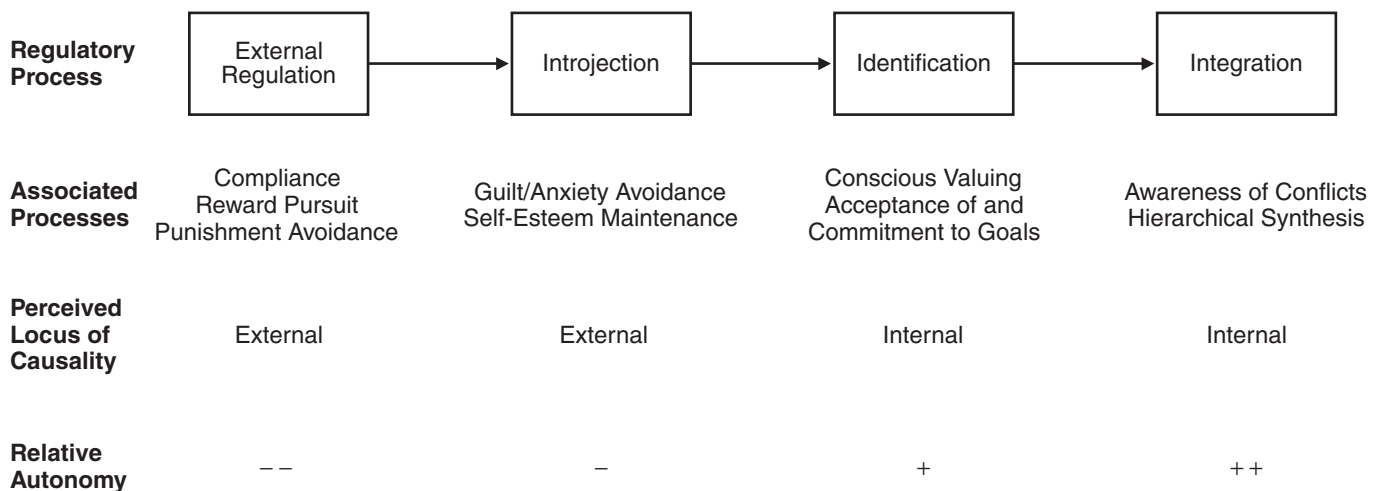 Regulatory
Process
External
Regulation
Introjection
Identification
Integration
Associated
Processes
Compliance
Reward Pursuit
Punishment Avoidance
Guilt/Anxiety Avoidance
Self-Esteem Maintenance
Conscious Valuing
Acceptance of and
Commitment to Goals
Awareness of Conflicts
Hierarchical Synthesis
Perceived
Locus of
Causality
External
External
Internal
Internal
Relative
Autonomy
– –
–
+
++